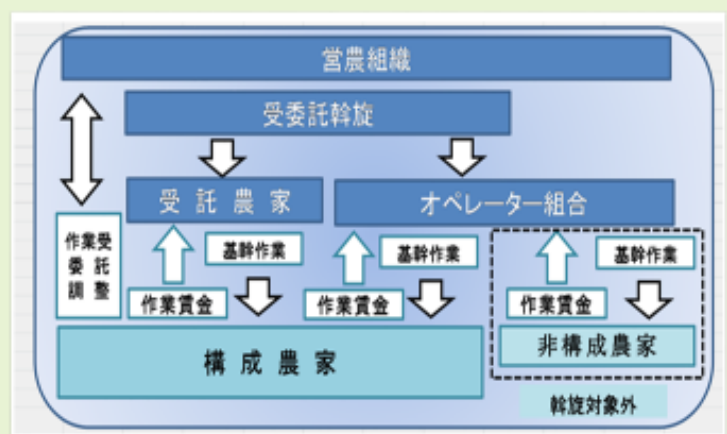 営農組織
受委託斡旋
受託農家
オペレーター組合
作業受
委託
調整
基幹作業
作業賃金
基幹作業
作業賃金
基幹作業
作業賃金
構成農家
非構成農家
斡旋対象外